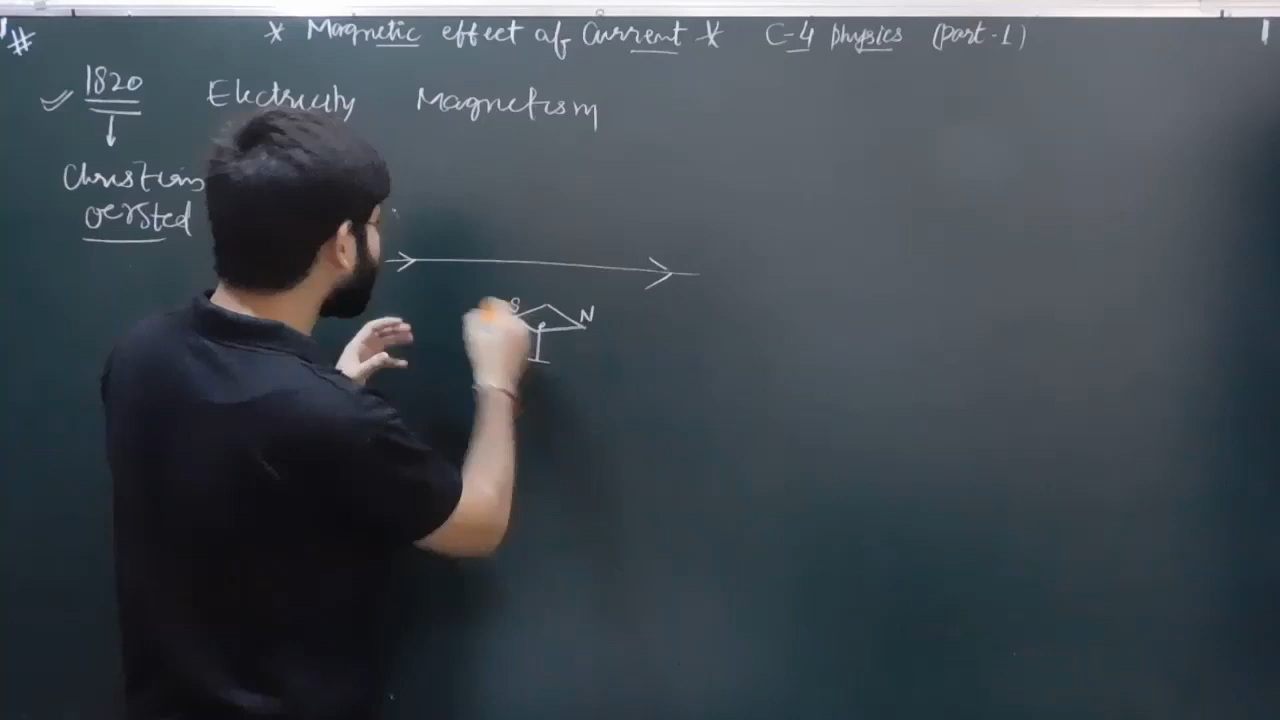 # * Magnetic effect of Current * C-4 physics (part-1)
1820 Electricity Magnetism
Christian
oersted
S
N